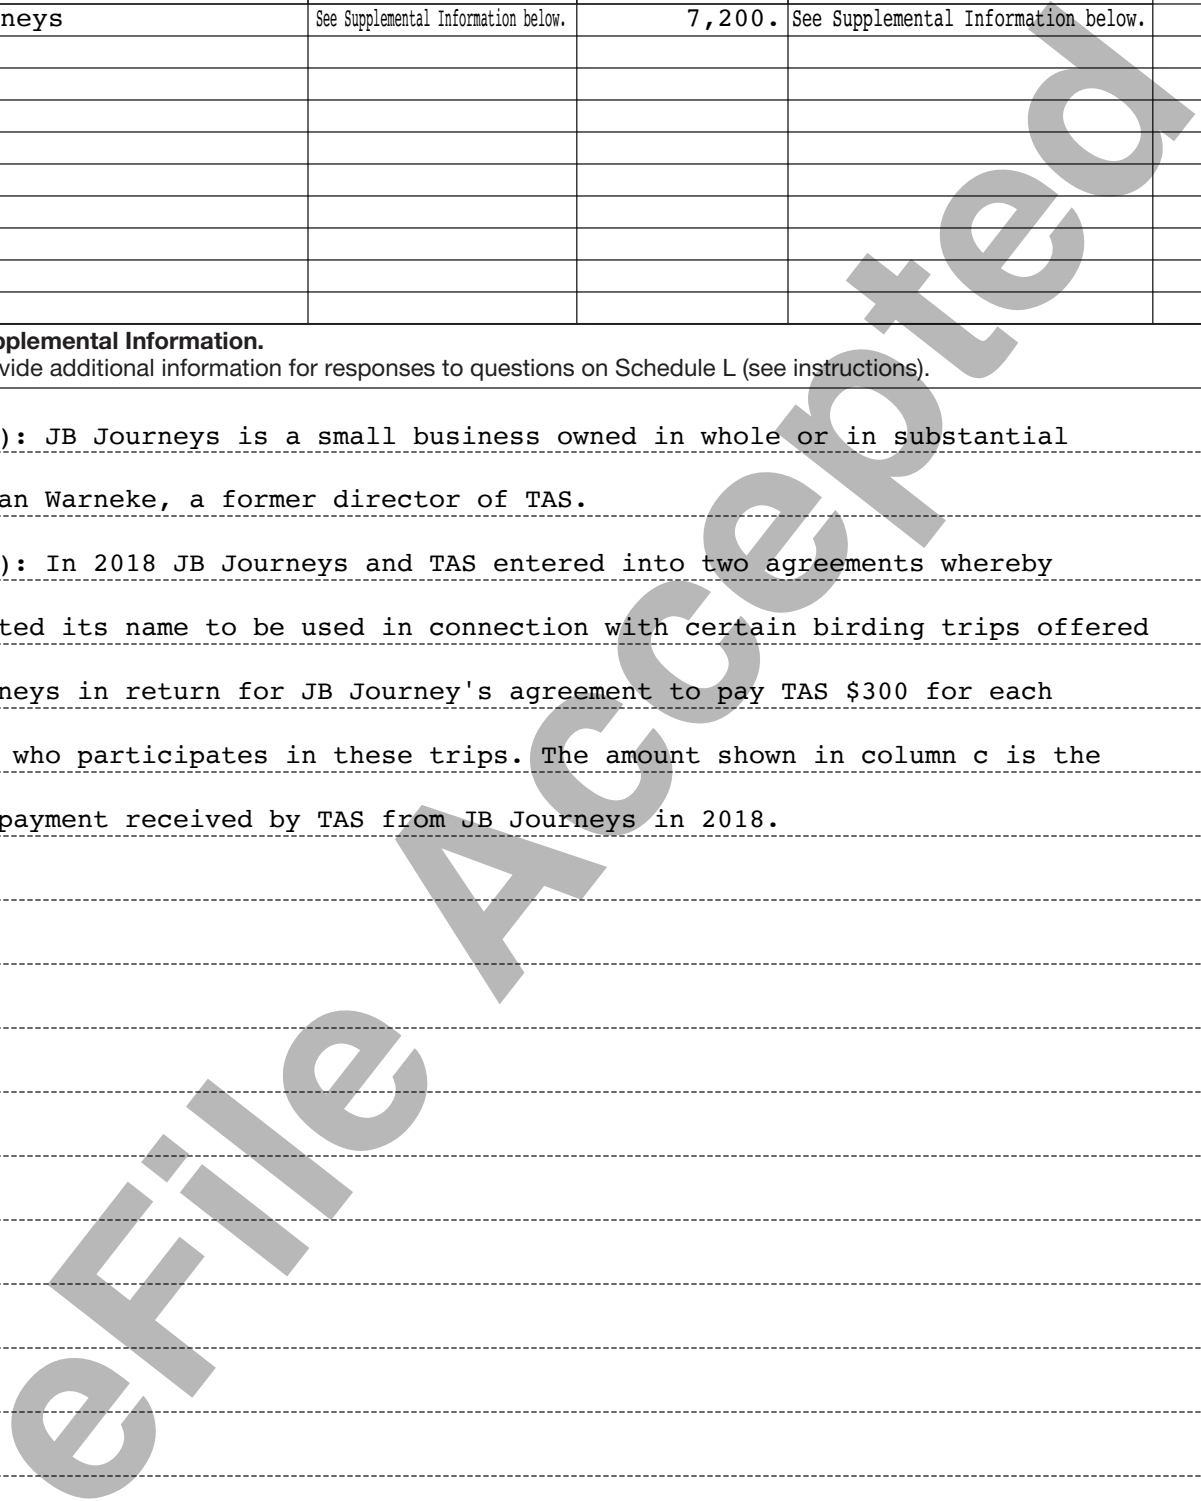 neys See Supplemental Information below. 7,200. See Supplemental Information below.
pplemental Information.
vide additional information for responses to questions on Schedule L (see instructions).
): JB Journeys is a small business owned in whole or in substantial
an Warneke, a former director of TAS.
): In 2018 JB Journeys and TAS entered into two agreements whereby
ted its name to be used in connection with certain birding trips offered
neys in return for JB Journey's agreement to pay TAS $300 for each
who participates in these trips. The amount shown in column c is the
payment received by TAS from JB Journeys in 2018.
eFile Accepted